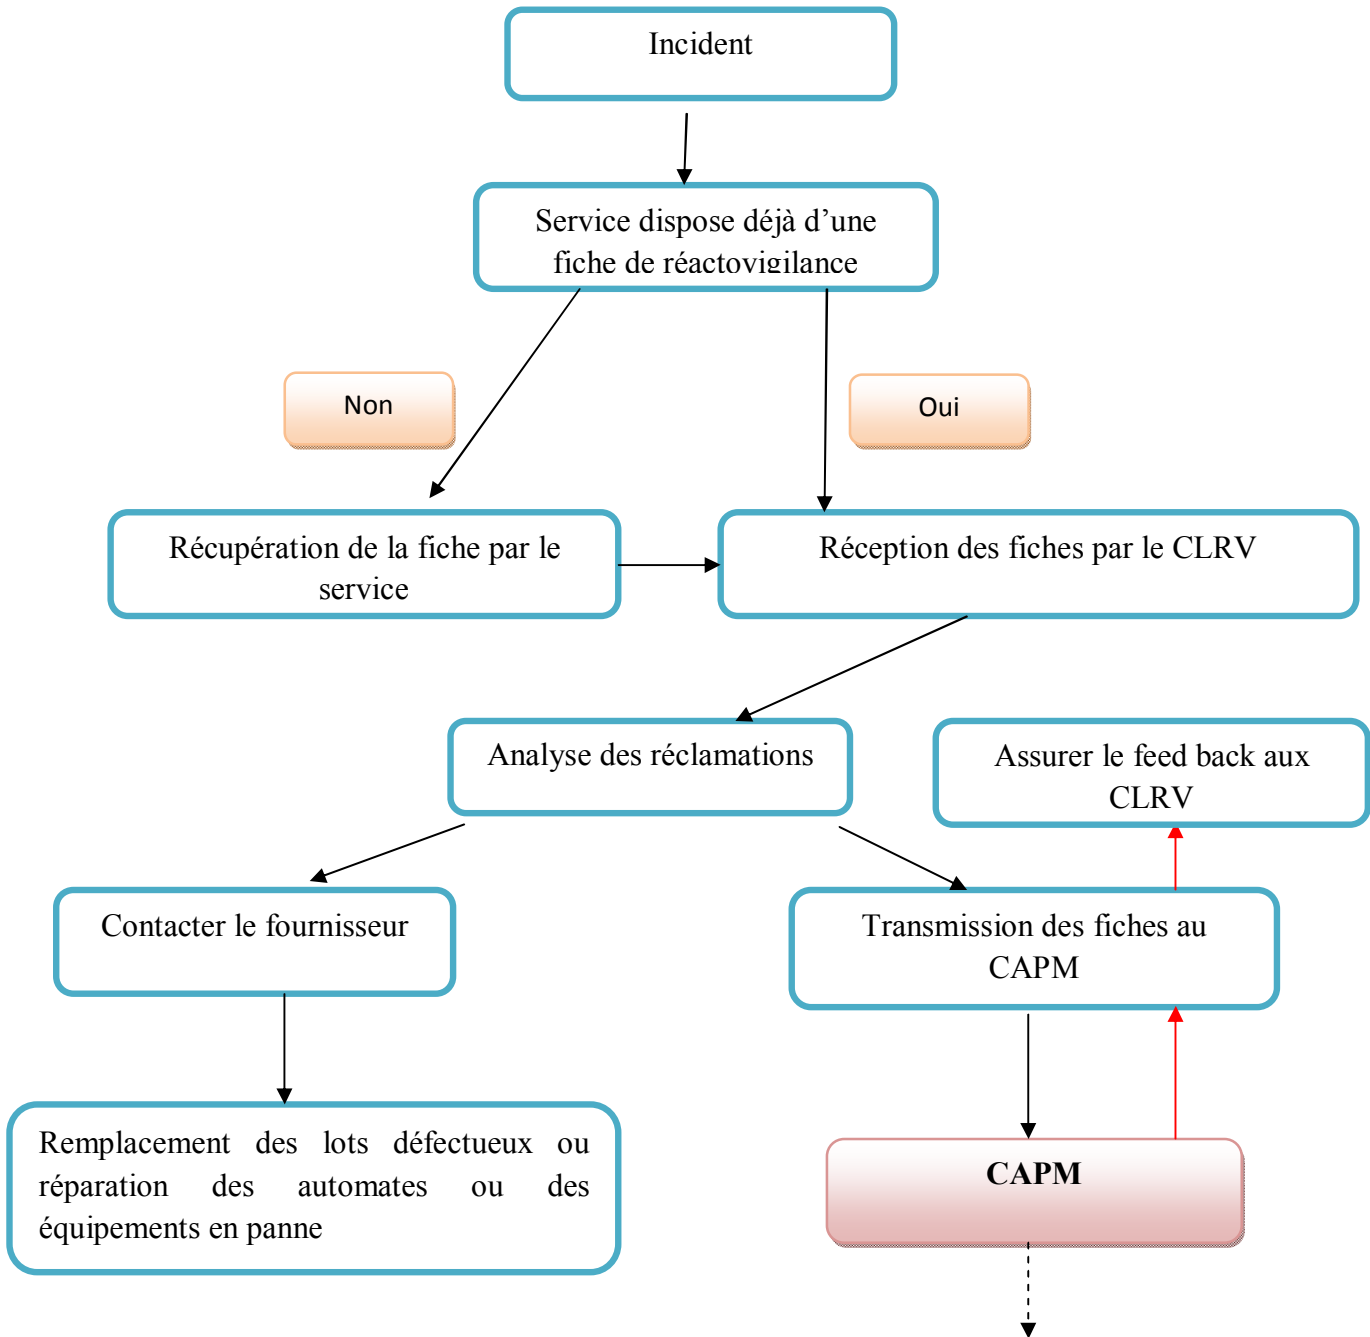 Incident
Service dispose déjà d’une
fiche de réactovigilance
Non
Oui
Récupération de la fiche par le
service
Réception des fiches par le CLRV
Analyse des réclamations
Assurer le feed back aux
CLRV
Contacter le fournisseur
Transmission des fiches au
CAPM
Remplacement des lots défectueux ou
réparation des automates ou des
équipements en panne
CAPM